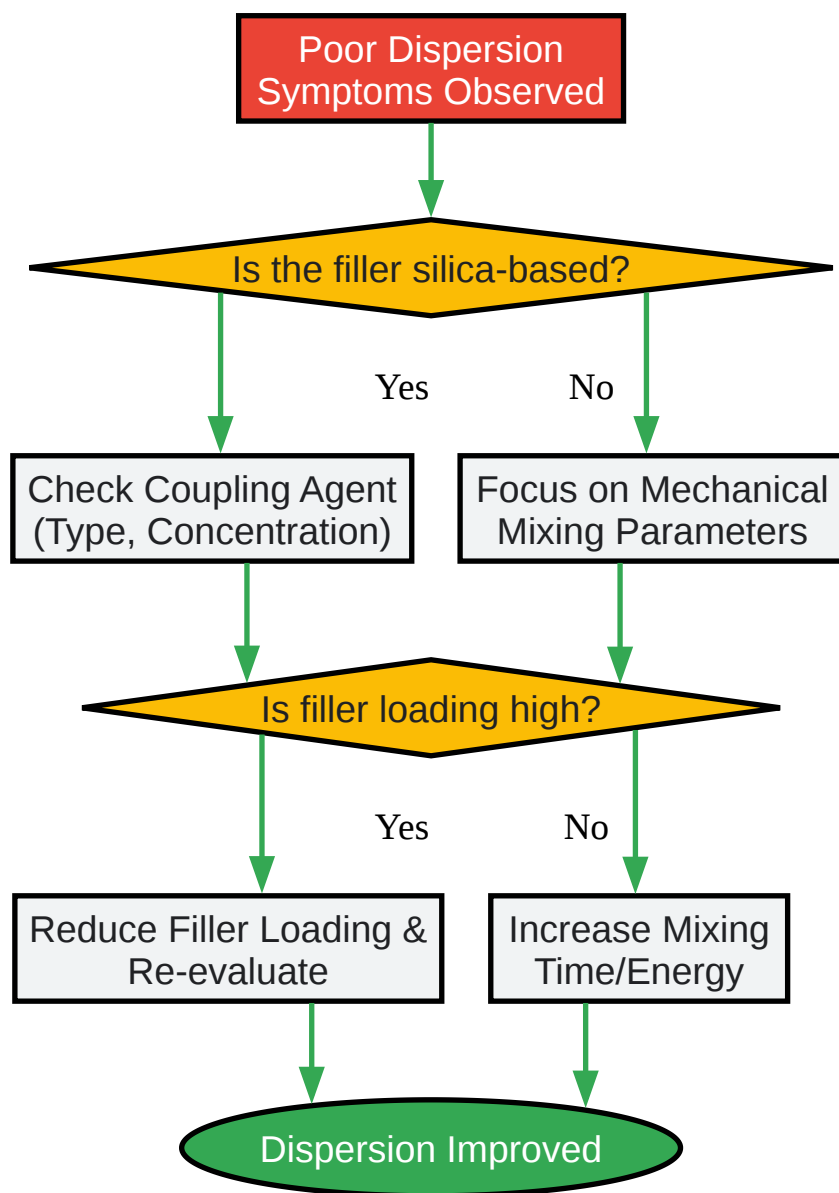 Poor Dispersion
Symptoms Observed
Is the filler silica-based?
Yes
No
Check Coupling Agent
(Type, Concentration)
Focus on Mechanical
Mixing Parameters
Is filler loading high?
Yes
No
Reduce Filler Loading &
Re-evaluate
Increase Mixing
Time/Energy
Dispersion Improved